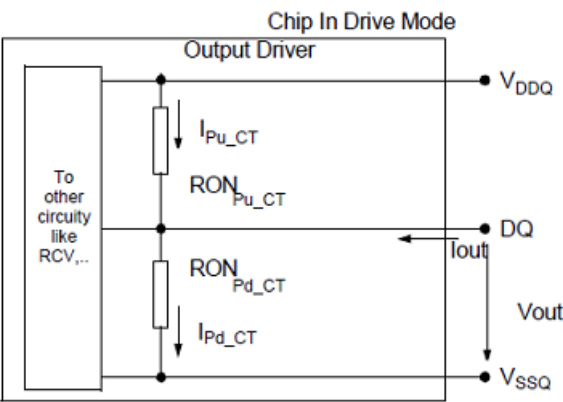 Chip In Drive Mode
Output Driver
VDDQ
IPu_CT
To
other
circuity
like
RCV,..
RONPu_CT
DQ
Iout
RONPd_CT
Vout
IPd_CT
VSSQ